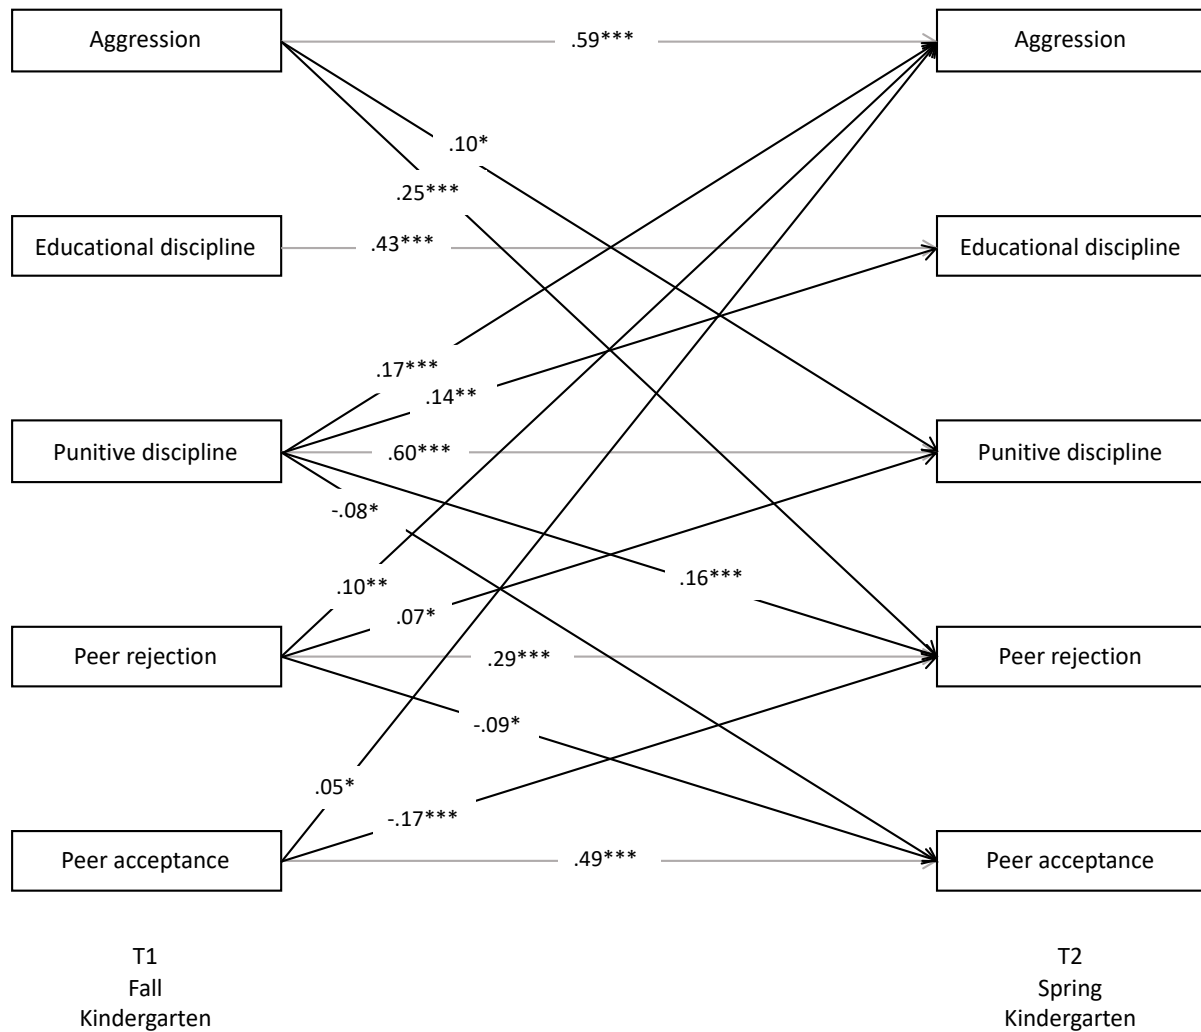 Aggression
.59***
Aggression
.10*
.25***
Educational discipline
.43***
Educational discipline
.17***
.14**
Punitive discipline
.60***
Punitive discipline
-.08*
.16***
.10**
.07*
Peer rejection
.29***
Peer rejection
-.09*
.05*
-.17***
Peer acceptance
.49***
Peer acceptance
T1
Fall
Kindergarten
T2
Spring
Kindergarten